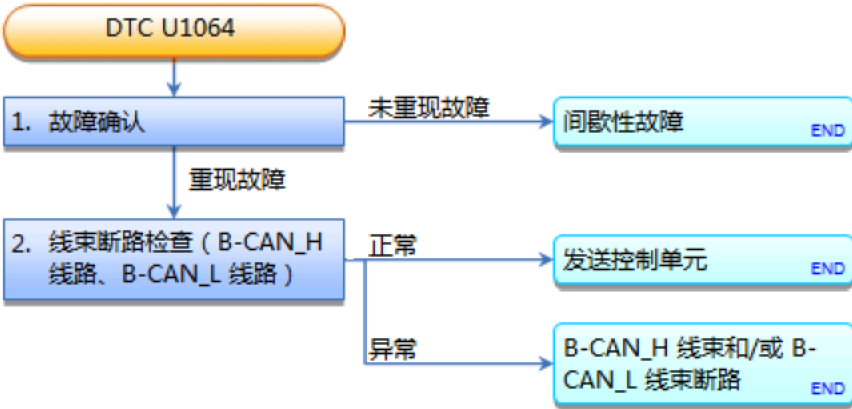 DTC U1064
1. 故障确认
未重现故障
间歇性故障
END
重现故障
2. 线束断路检查（B-CAN_H
线路、B-CAN_L 线路）
正常
发送控制单元
END
异常
B-CAN_H 线束和/或 B-
CAN_L 线束断路
END